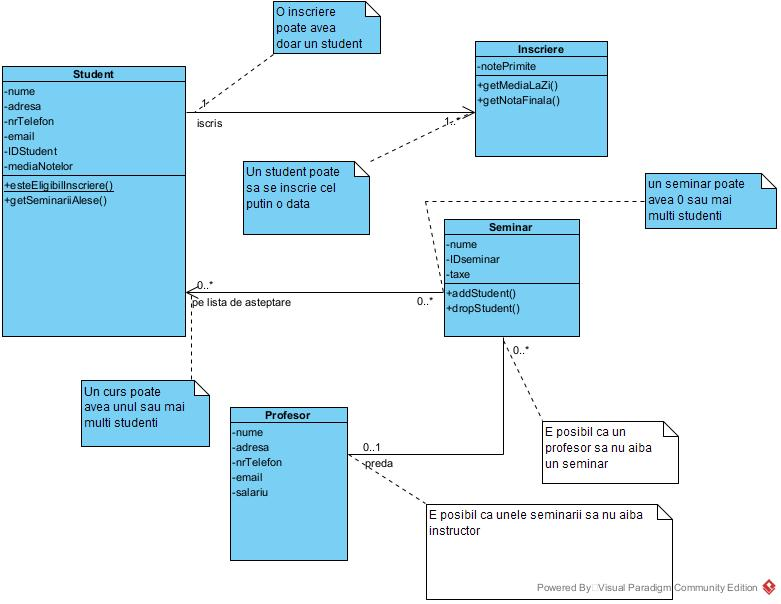 O inscriere
poate avea
doar un student
Inscriere
-notePrimite
+getMediaLaZi()
+getNotaFinala()
Student
-nume
-adresa
-nrTelefon
-email
-IDStudent
-mediaNotelor
+esteEligibilInscriere()
+getSeminariiAlese()
1
iscris
1..*
Un student poate
sa se inscrie cel
putin o data
un seminar poate
avea 0 sau mai
multi studenti
Seminar
-nume
-IDseminar
-taxe
+addStudent()
+dropStudent()
0..*
pe lista de asteptare
0..*
Un curs poate
avea unul sau mai
multi studenti
0..*
Profesor
-nume
-adresa
-nrTelefon
-email
-salariu
0..1
preda
E posibil ca un
profesor sa nu aiba
un seminar
E posibil ca unele seminarii sa nu aiba
instructor
Powered By Visual Paradigm Community Edition